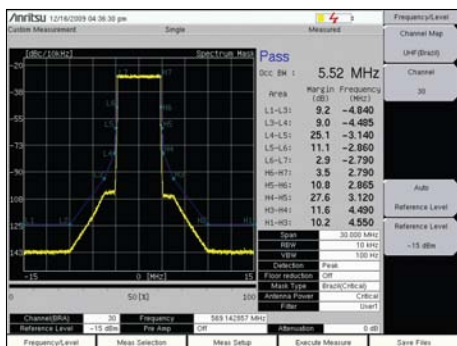 Anritsu 12/16/2009 04:36:30 pm
Frequency/Level
Custom Measurement Single Measured
Channel Map
UHF(Brazil)
Channel
30
Auto
Reference Level
Reference Level
-15 dBm
[dBc/10kHz] Spectrum Mask
-20
-143
-15 0 [MHz] 15
L1 L2 H7 H6 H5 H4
Pass
Occ BW : 5.52 MHz
Area Margin (dB) Frequency (MHz)
L1-L3: 9.2 -4.840
L3-L4: 9.0 -4.485
L4-L5: 25.1 -3.140
L5-L6: 11.1 -2.860
L6-L7: 2.9 -2.790
H6-H7: 3.5 2.790
H5-H6: 10.8 2.865
H4-H5: 27.6 3.120
H3-H4: 11.6 4.490
H1-H3: 10.2 4.550
Span 30.000 MHz
RBW 10 kHz
VBW 100 Hz
Detection Peak
Floor reduction Off
Mask Type Brazil(Critical)
Antenna Power Critical
Filter User1
0 50[%] 100
Channel(BRA) 30 Frequency 569.142857 MHz
Reference Level -15 dBm Pre Amp Off Attenuation 0 dB
Frequency/Level Meas Selection Meas Setup Execute Measure Save Files